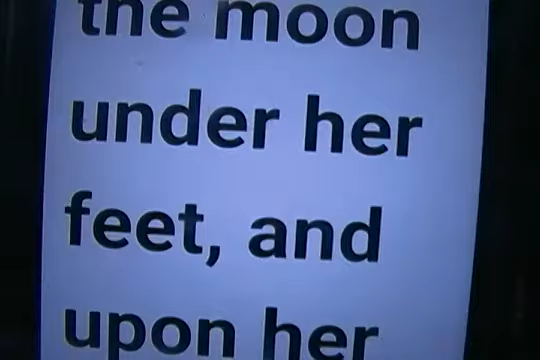 the moon
under her
feet, and
upon her